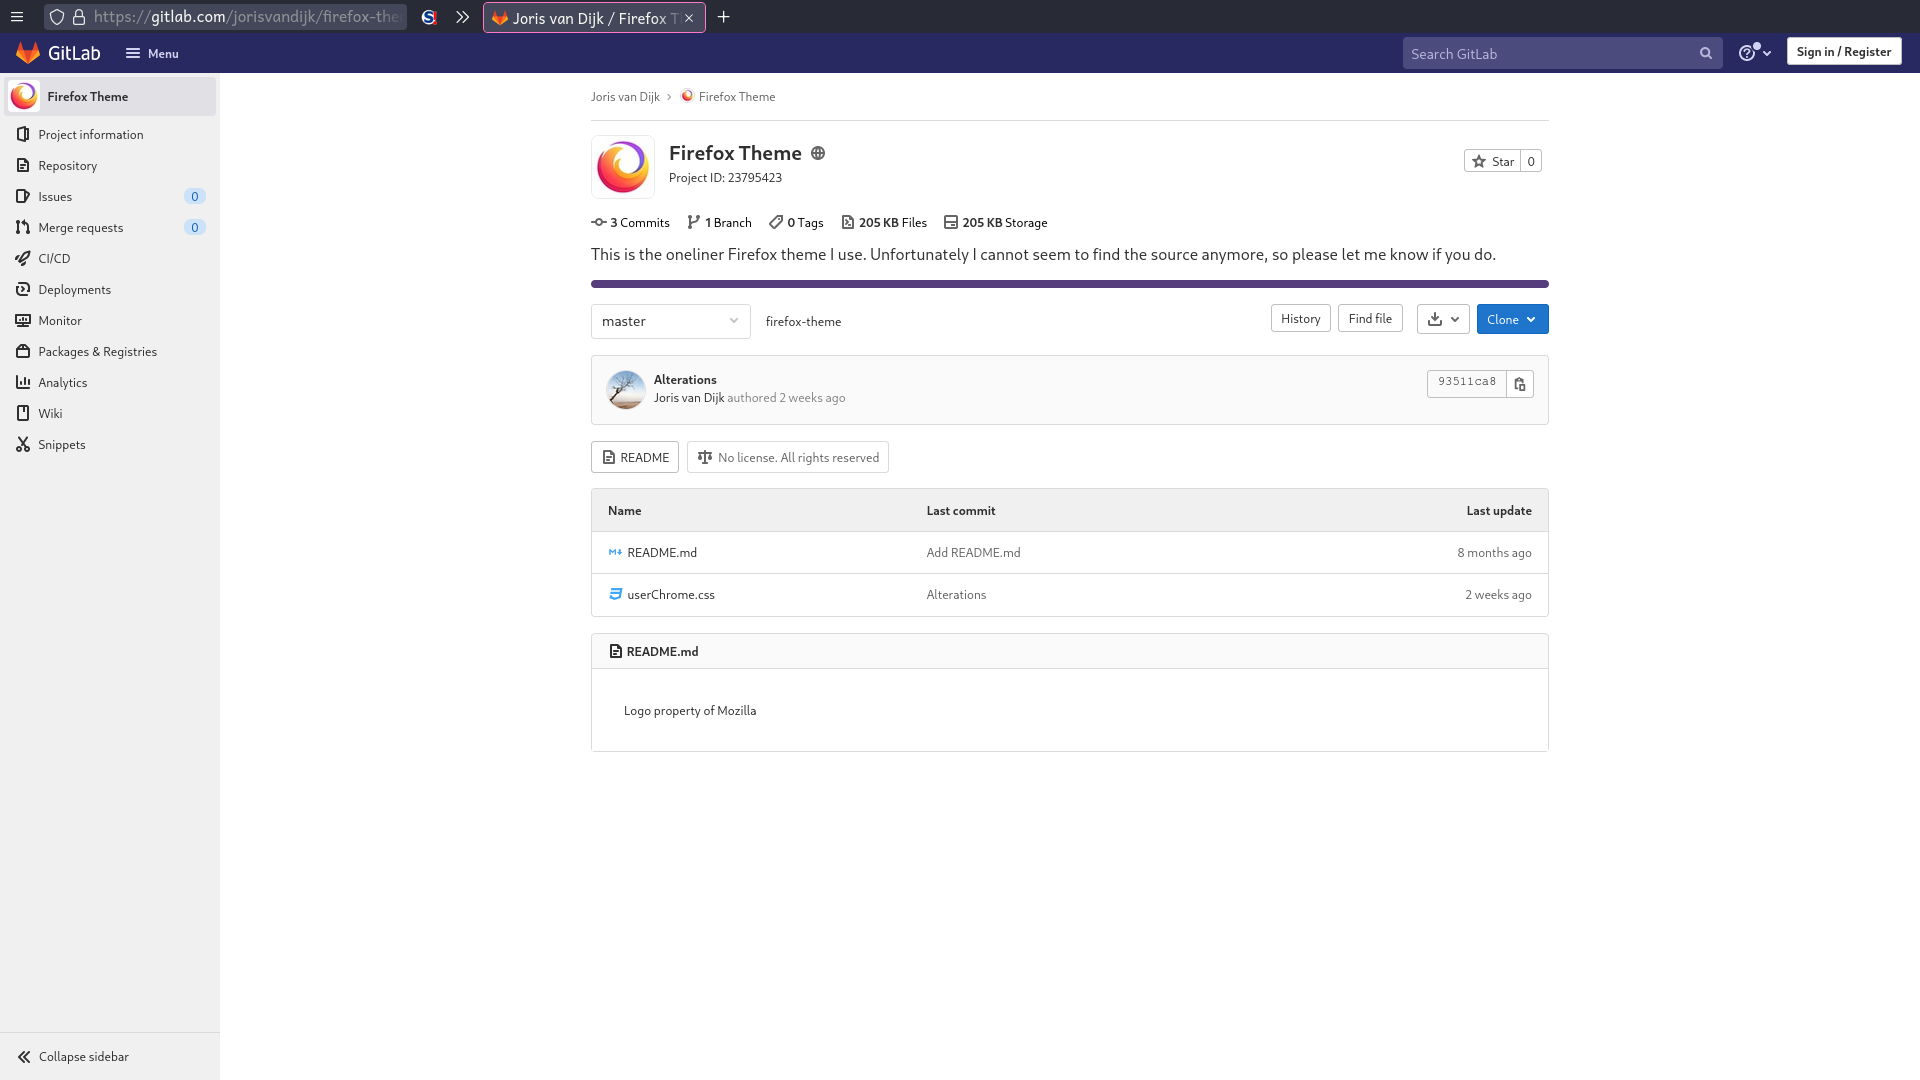 https://gitlab.com/jorisvandijk/firefox-the
Joris van Dijk / Firefox T
GitLab
Menu
Search GitLab
Sign in / Register
Firefox Theme
Project information
Repository
Issues 0
Merge requests 0
CI/CD
Deployments
Monitor
Packages & Registries
Analytics
Wiki
Snippets
Collapse sidebar
Joris van Dijk › Firefox Theme
Firefox Theme
Project ID: 23795423
Star 0
3 Commits 1 Branch 0 Tags 205 KB Files 205 KB Storage
This is the oneliner Firefox theme I use. Unfortunately I cannot seem to find the source anymore, so please let me know if you do.
master firefox-theme History Find file Clone
Alterations
Joris van Dijk authored 2 weeks ago
93511ca8
README No license. All rights reserved
Name Last commit Last update
README.md Add README.md 8 months ago
userChrome.css Alterations 2 weeks ago
README.md
Logo property of Mozilla